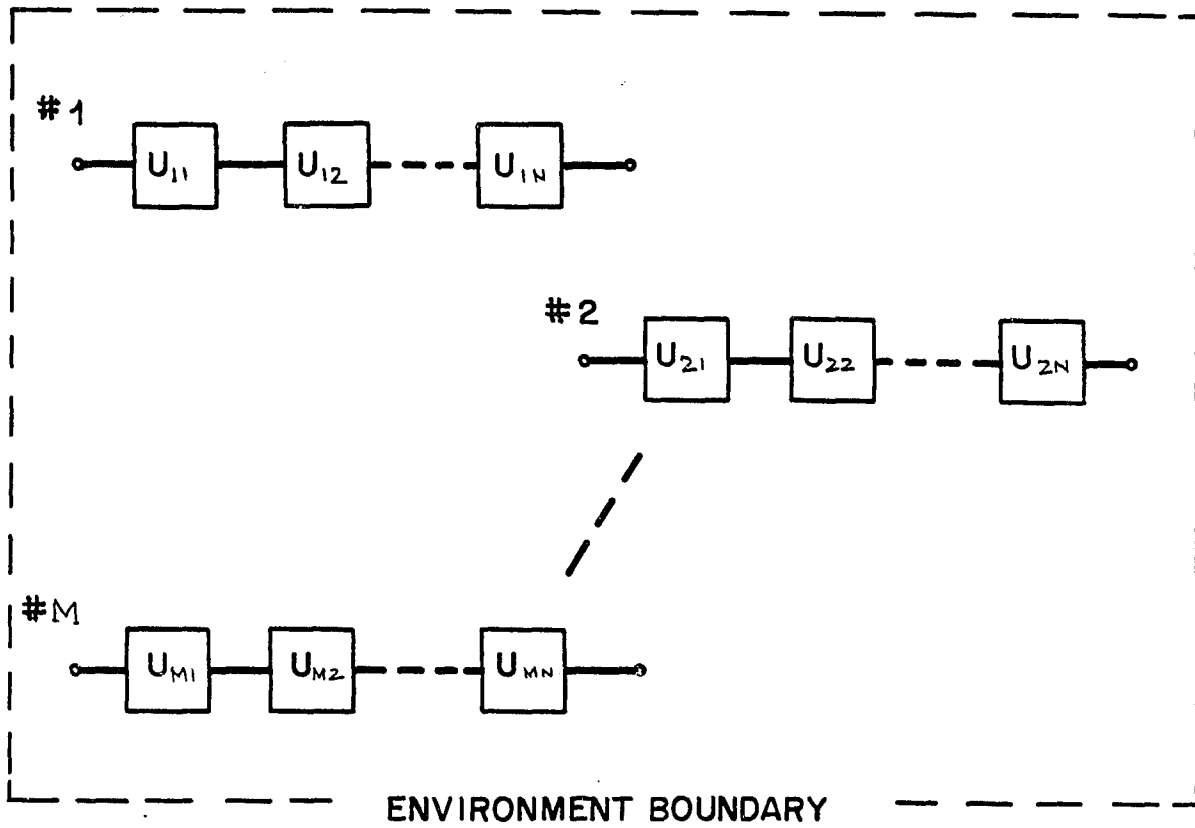 #1
U11 U12 U1N
#2
U21 U22 U2N
#M
UM1 UM2 UMN
ENVIRONMENT BOUNDARY